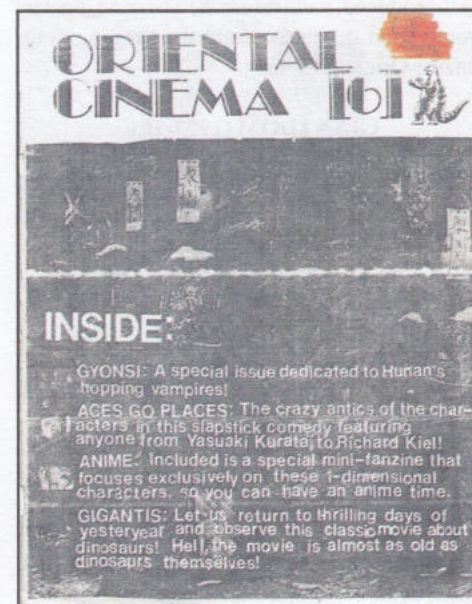 ORIENTAL
CINEMA [6]
INSIDE:
GYONSI: A special issue dedicated to Hunan's
hopping vampires!
ACES GO PLACES: The crazy antics of the char-
acters in this slapstick comedy featuring
anyone from Yasuaki Kurata, to Richard Kiel!
ANIME: Included is a special mini-fanzine that
focuses exclusively on these 1-dimensional
characters, so you can have an anime time.
GIGANTIS: Let us return to thrilling days of
yesteryear and observe this classic movie about
dinosaurs! Hell, the movie is almost as old as
dinosaurs themselves!